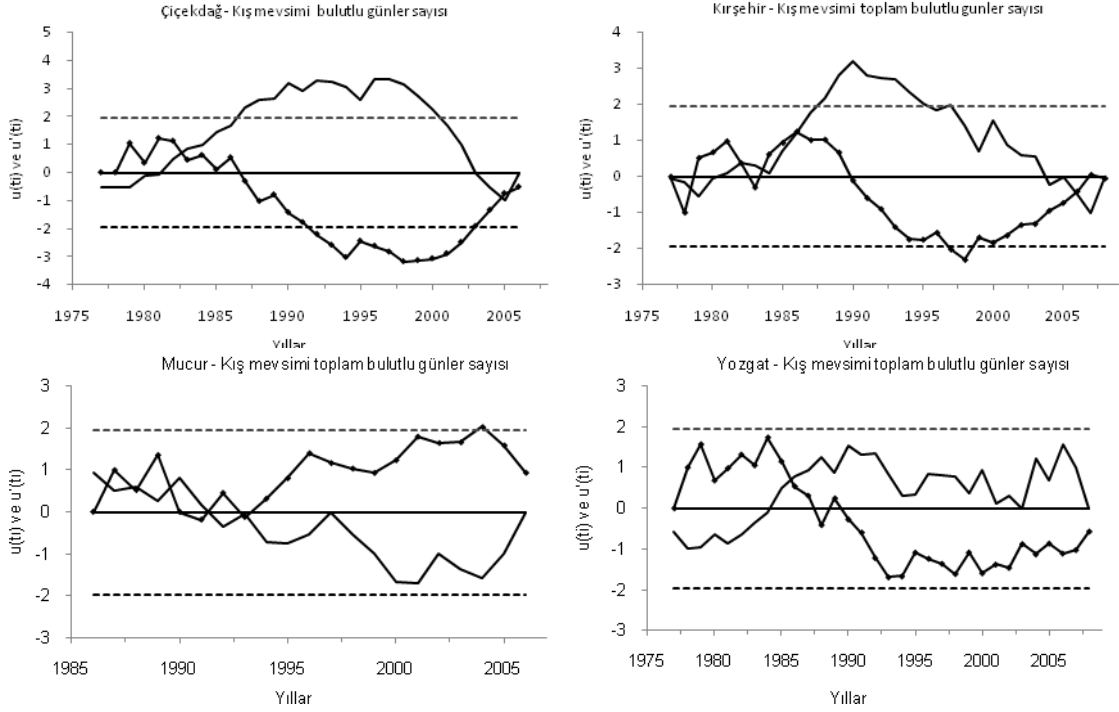 Çiçekdağ - Kış mevsimi bulutlu günler sayısı
u(ti) ve u'(ti)
5
4
3
2
1
0
-1
-2
-3
-4
1975 1980 1985 1990 1995 2000 2005
Yıllar
Kırşehir - Kış mevsimi toplam bulutlu günler sayısı
u(ti) ve u'(ti)
4
3
2
1
0
-1
-2
-3
1975 1980 1985 1990 1995 2000 2005
Yıllar
Mucur - Kış mevsimi toplam bulutlu günler sayısı
u(ti) ve u'(ti)
3
2
1
0
-1
-2
-3
1985 1990 1995 2000 2005
Yıllar
Yozgat - Kış mevsimi toplam bulutlu günler sayısı
u(ti) ve u'(ti)
3
2
1
0
-1
-2
-3
1975 1980 1985 1990 1995 2000 2005
Yıllar